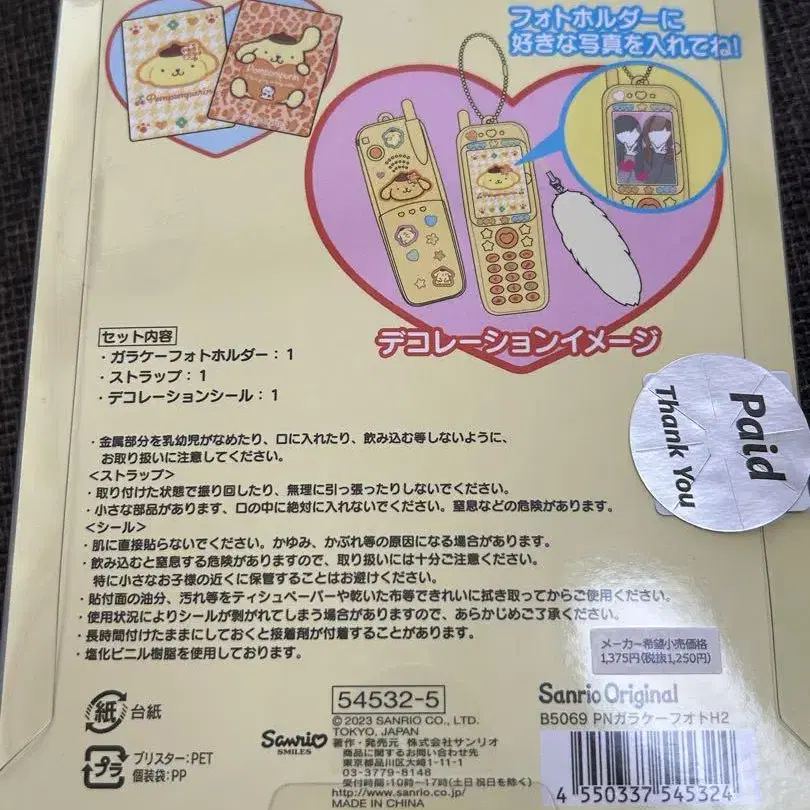 Pompompurin
Pompompurin
フォトホルダーに
好きな写真を入れてね!
デコレーションイメージ
セット内容
・ガラケーフォトホルダー：1
・ストラップ：1
・デコレーションシール：1
Paid
Thank You
・金属部分を乳幼児がなめたり、口に入れたり、飲み込む等しないように、
お取り扱いに注意してください。
<ストラップ>
・取り付けた状態で振り回したり、無理に引っ張ったりしないでください。
・小さな部品があります、口の中に絶対に入れないでください。窒息などの危険があります。
<シール>
・肌に直接貼らないでください。かゆみ、かぶれ等の原因になる場合があります。
・飲み込むと窒息する危険がありますので、取り扱いには十分ご注意ください。
特に小さなお子様の近くに保管することはお避けください。
・貼付面の油分、汚れ等をティシュペーパーや乾いた布等できれいに拭き取ってからご使用ください。
・使用状況によりシールが剥がれてしまう場合がありますので、あらかじめご了承ください。
・長時間付けたままにしておくと接着剤が付着することがあります。
・塩化ビニル樹脂を使用しております。
メーカー希望小売価格
1,375円(税抜1,250円)
紙 台紙
プラ ブリスター：PET
個装袋：PP
54532-5
© 2023 SANRIO CO., LTD.
TOKYO, JAPAN
Sanrio
SMILES
著作・発売元 株式会社サンリオ
商品に関するお問い合わせ先
東京都品川区大崎1-11-1
03-3779-8148
10時〜17時(土日祝日を除く)
http://www.sanrio.co.jp/
MADE IN CHINA
Sanrio Original
B5069 PNガラケーフォトH2
4 550337 545324